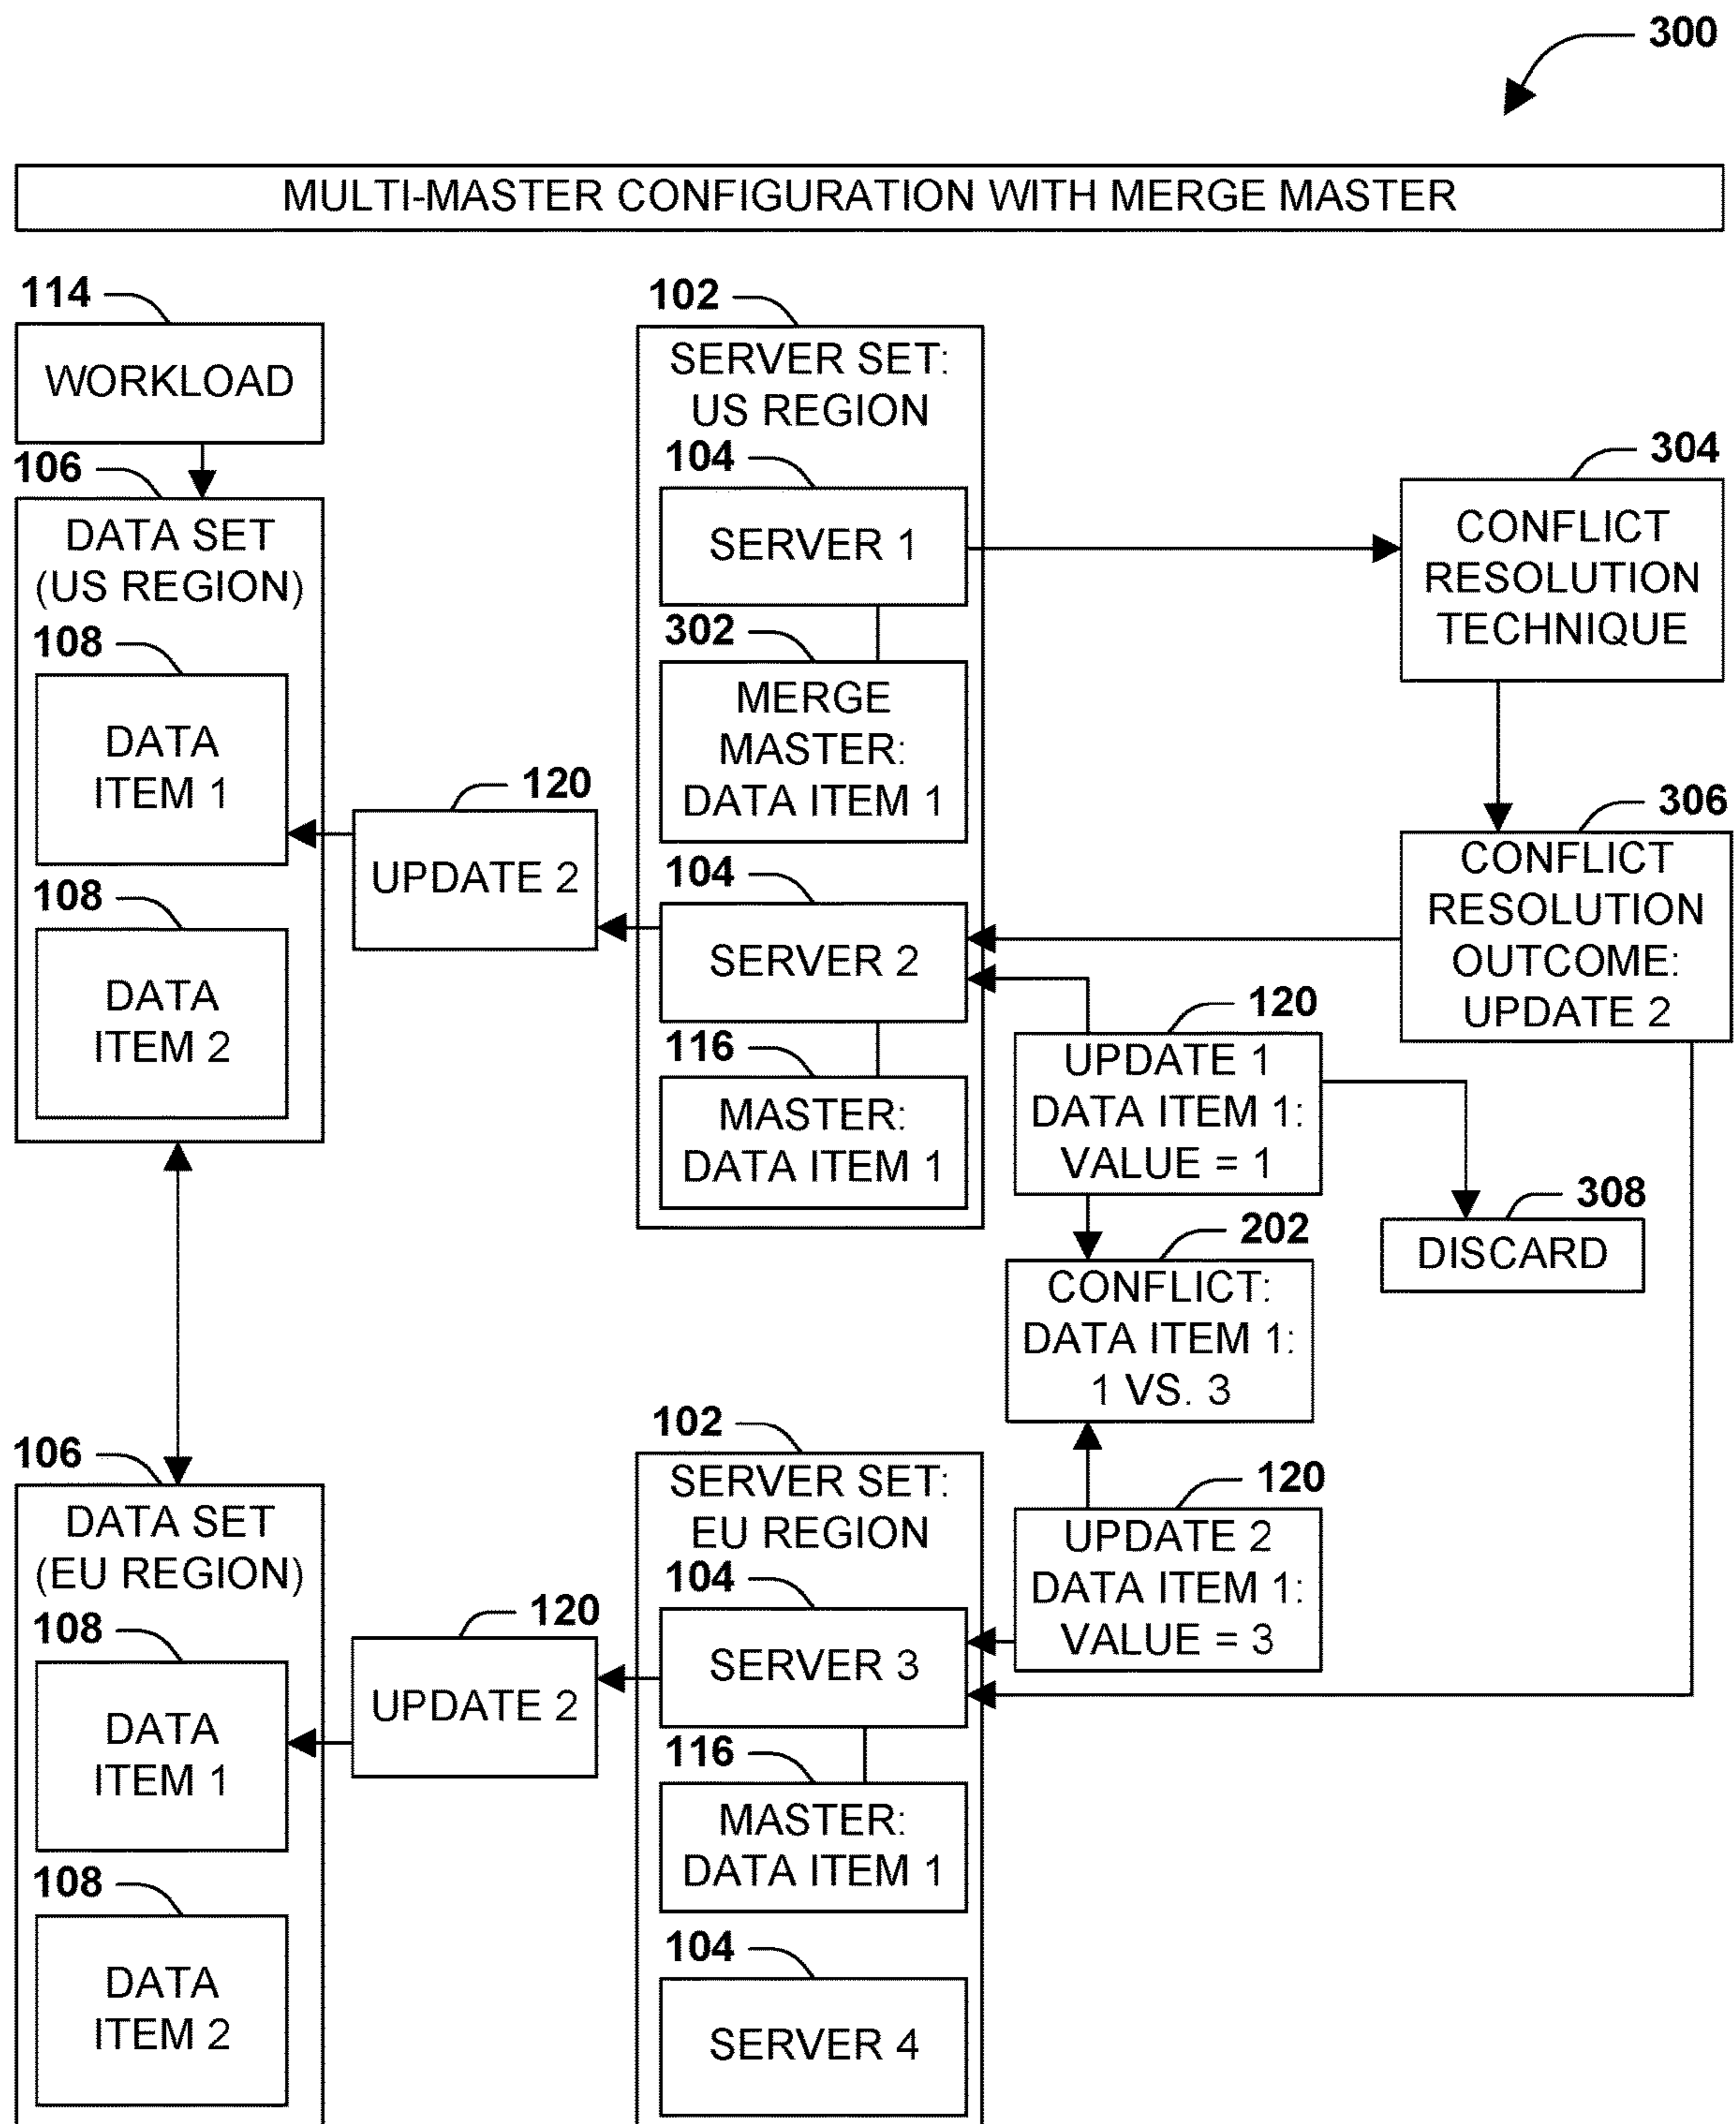 300
MULTI-MASTER CONFIGURATION WITH MERGE MASTER
114
WORKLOAD
106
DATA SET
(US REGION)
108
DATA
ITEM 1
108
DATA
ITEM 2
120
UPDATE 2
102
SERVER SET:
US REGION
104
SERVER 1
302
MERGE
MASTER:
DATA ITEM 1
104
SERVER 2
116
MASTER:
DATA ITEM 1
304
CONFLICT
RESOLUTION
TECHNIQUE
306
CONFLICT
RESOLUTION
OUTCOME:
UPDATE 2
120
UPDATE 1
DATA ITEM 1:
VALUE = 1
308
DISCARD
202
CONFLICT:
DATA ITEM 1:
1 VS. 3
106
DATA SET
(EU REGION)
108
DATA
ITEM 1
108
DATA
ITEM 2
120
UPDATE 2
102
SERVER SET:
EU REGION
104
SERVER 3
116
MASTER:
DATA ITEM 1
104
SERVER 4
120
UPDATE 2
DATA ITEM 1:
VALUE = 3